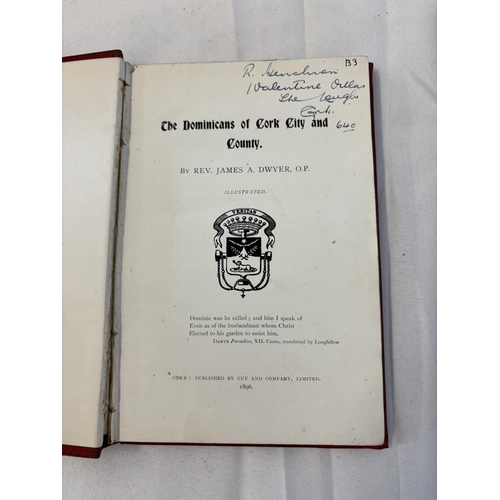 B3
R. Henchion
1 Valentine Villas
The Lough
Cork.
640
The Dominicans of Cork City and
County.
BY REV. JAMES A. DWYER, O.P.
ILLUSTRATED.
VERITAS
Dominic was he called; and him I speak of
Even as of the husbandman whom Christ
Elected to his garden to assist him.
DANTE Paradiso, XII. Canto, translated by Longfellow
CORK: PUBLISHED BY GUY AND COMPANY, LIMITED.
1896.